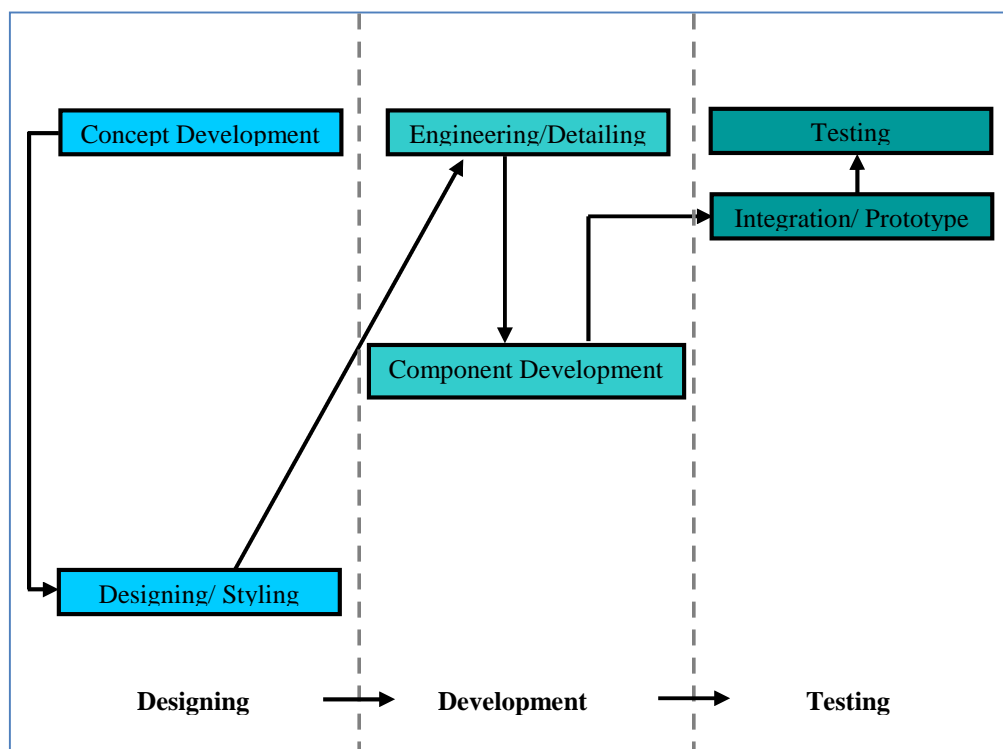 Concept Development
Engineering/Detailing
Testing
Integration/ Prototype
Component Development
Designing/ Styling
Designing
Development
Testing